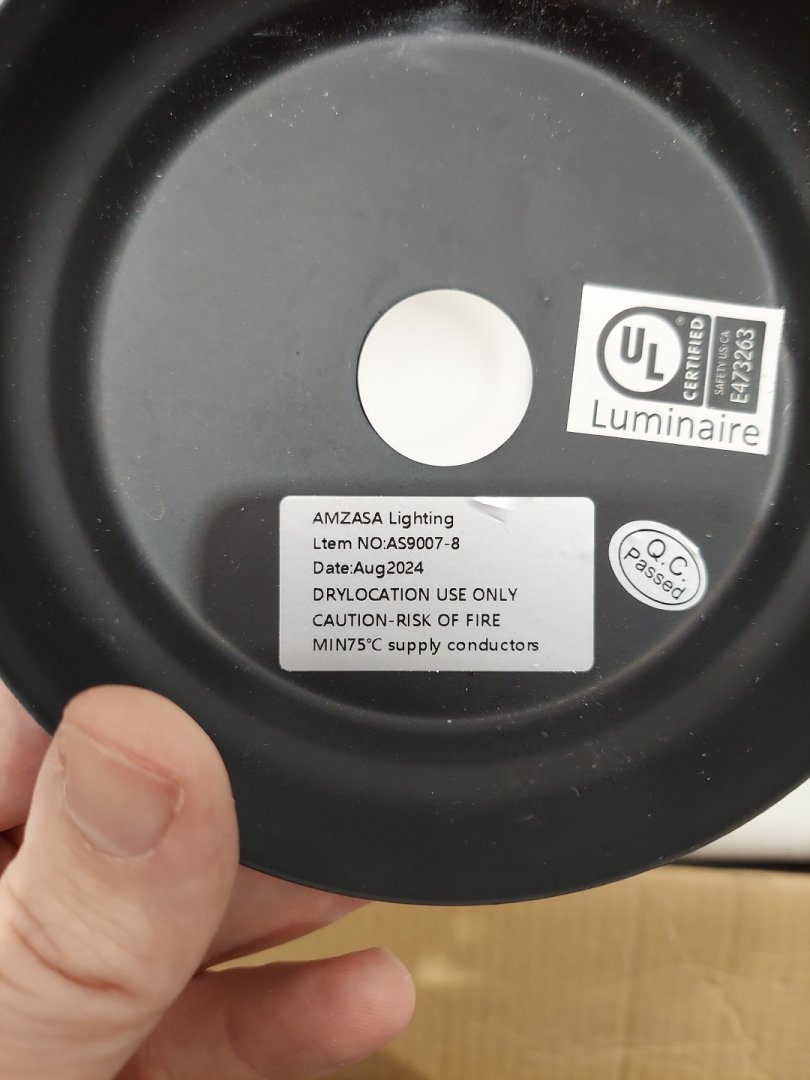 UL
®
CERTIFIED
SAFETY US·CA
E473263
Luminaire
AMZASA Lighting
Ltem NO:AS9007-8
Date:Aug2024
DRYLOCATION USE ONLY
CAUTION-RISK OF FIRE
MIN75℃ supply conductors
Q.C.
Passed